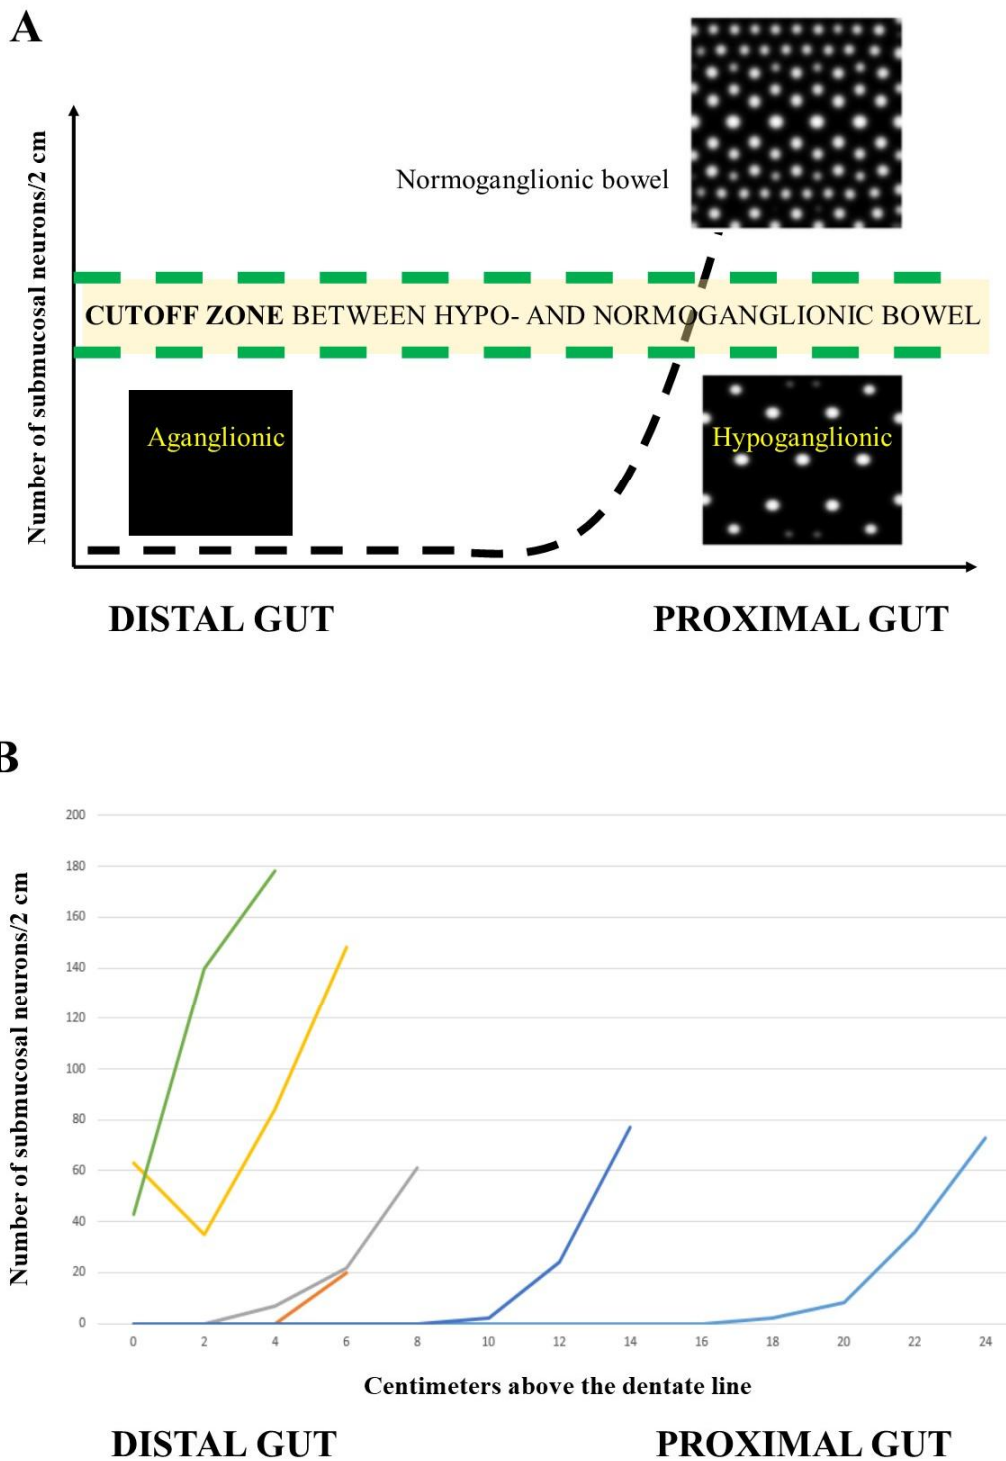 A
Number of submucosal neurons/2 cm
Normoganglionic bowel
CUTOFF ZONE BETWEEN HYPO- AND NORMOGANGLIONIC BOWEL
Aganglionic
Hypoganglionic
DISTAL GUT
PROXIMAL GUT
B
Number of submucosal neurons/2 cm
200
180
160
140
120
100
80
60
40
20
0
0 2 4 6 8 10 12 14 16 18 20 22 24
Centimeters above the dentate line
DISTAL GUT
PROXIMAL GUT